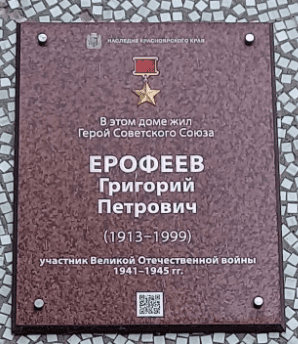 НАСЛЕДИЕ КРАСНОЯРСКОГО КРАЯ
В этом доме жил
Герой Советского Союза
ЕРОФЕЕВ
Григорий
Петрович
(1913–1999)
участник Великой Отечественной войны
1941–1945 гг.